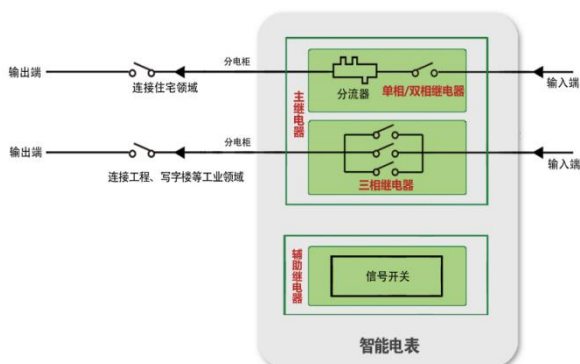 输出端
连接住宅领域
分电柜
分流器
单相/双相继电器
输入端
主继电器
输出端
连接工程、写字楼等工业领域
分电柜
三相继电器
输入端
辅助继电器
信号开关
智能电表